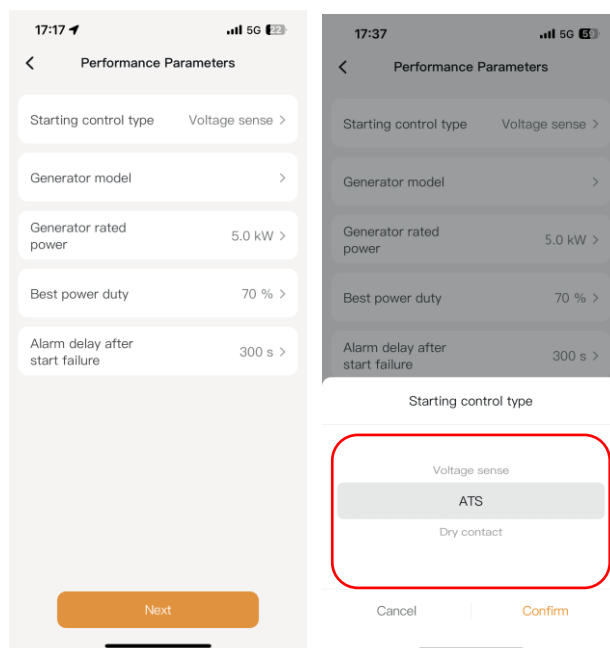 17:17
5G 22
Performance Parameters
Starting control type Voltage sense
Generator model
Generator rated
power
5.0 kW
Best power duty 70 %
Alarm delay after
start failure
300 s
Next
17:37
5G 59
Performance Parameters
Starting control type Voltage sense
Generator model
Generator rated
power
5.0 kW
Best power duty 70 %
Alarm delay after
start failure
300 s
Starting control type
Voltage sense
ATS
Dry contact
Cancel Confirm